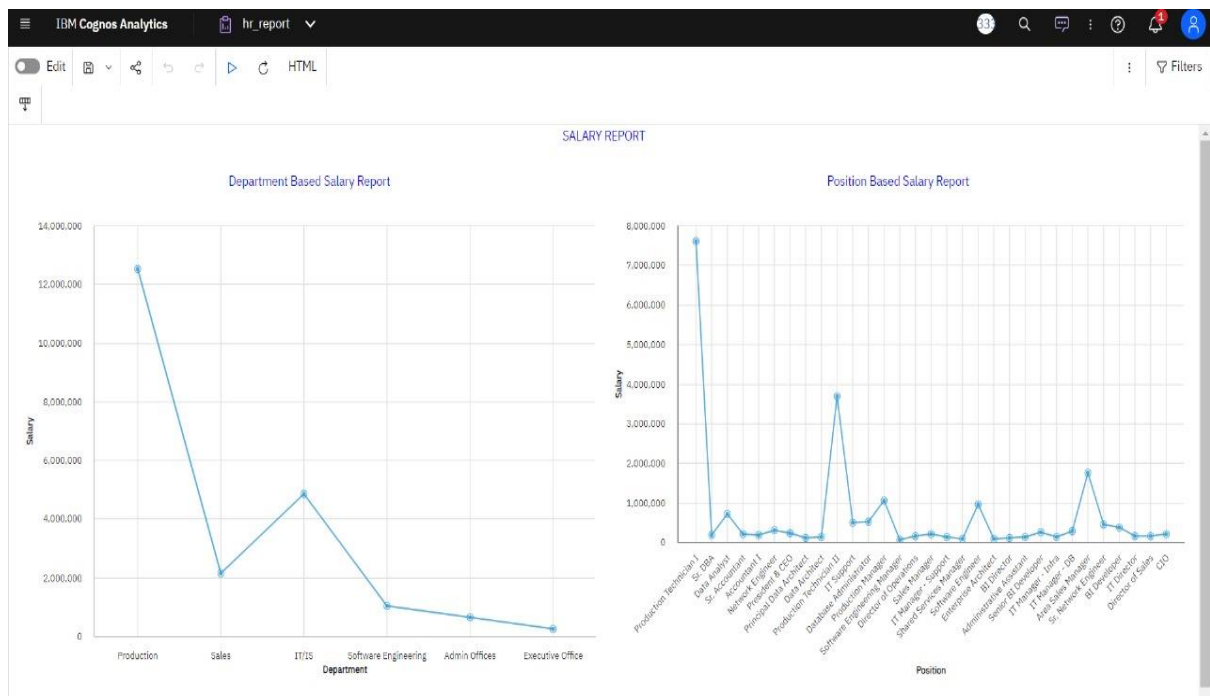 IBM Cognos Analytics
hr_report
333
1
Edit
HTML
Filters
SALARY REPORT
Department Based Salary Report
14,000,000
12,000,000
10,000,000
8,000,000
6,000,000
4,000,000
2,000,000
0
Salary
Production
Sales
IT/IS
Software Engineering
Admin Offices
Executive Office
Department
Position Based Salary Report
8,000,000
7,000,000
6,000,000
5,000,000
4,000,000
3,000,000
2,000,000
1,000,000
0
Salary
Production Technician I
Sr. DBA
Data Analyst
Sr. Accountant
Accountant I
Network Engineer
President & CEO
Principal Data Architect
Data Architect
Production Technician II
IT Support
Database Administrator
Production Manager
Software Engineering Manager
Director of Operations
Sales Manager
IT Manager - Support
Shared Services Manager
Software Engineer
Enterprise Architect
BI Director
Administrative Assistant
Senior BI Developer
IT Manager - Infra
IT Manager - DB
Area Sales Manager
Sr. Network Engineer
BI Developer
IT Director
Director of Sales
CIO
Position